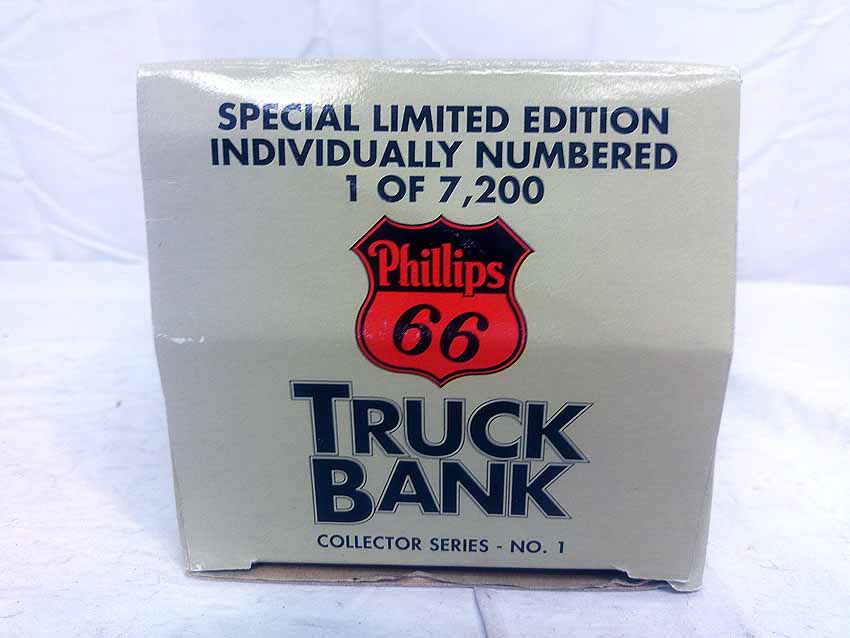 SPECIAL LIMITED EDITION
INDIVIDUALLY NUMBERED
1 OF 7,200
Phillips
66
TRUCK
BANK
COLLECTOR SERIES - NO. 1